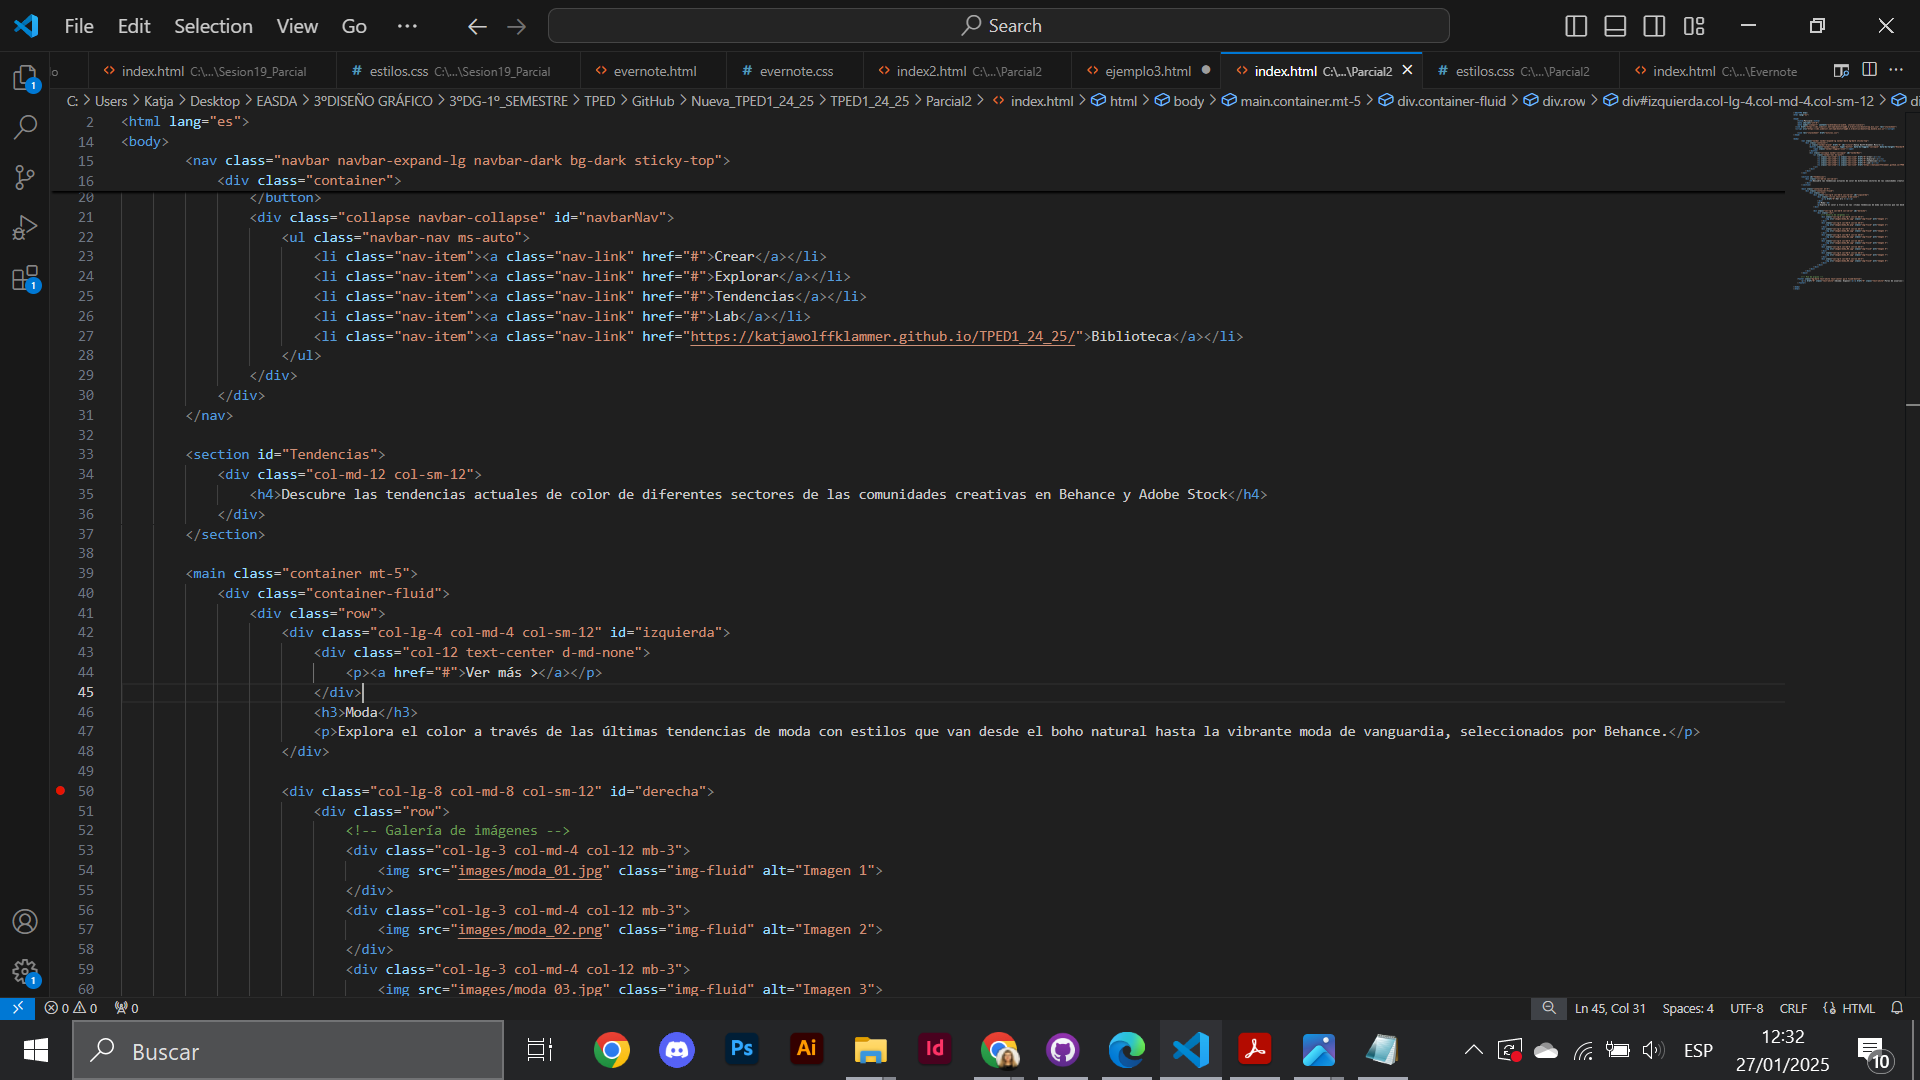 File Edit Selection View Go ··· Search
io index.html C:\...\Sesion19_Parcial # estilos.css C:\...\Sesion19_Parcial evernote.html # evernote.css index2.html C:\...\Parcial2 ejemplo3.html index.html C:\...\Parcial2 # estilos.css C:\...\Parcial2 index.html C:\...\Evernote
C: > Users > Katja > Desktop > EASDA > 3ºDISEÑO GRÁFICO > 3ºDG-1º_SEMESTRE > TPED > GitHub > Nueva_TPED1_24_25 > TPED1_24_25 > Parcial2 > index.html > html > body > main.container.mt-5 > div.container-fluid > div.row > div#izquierda.col-lg-4.col-md-4.col-sm-12 > di
2 <html lang="es">
14 <body>
15 <nav class="navbar navbar-expand-lg navbar-dark bg-dark sticky-top">
16 <div class="container">
20 </button>
21 <div class="collapse navbar-collapse" id="navbarNav">
22 <ul class="navbar-nav ms-auto">
23 <li class="nav-item"><a class="nav-link" href="#">Crear</a></li>
24 <li class="nav-item"><a class="nav-link" href="#">Explorar</a></li>
25 <li class="nav-item"><a class="nav-link" href="#">Tendencias</a></li>
26 <li class="nav-item"><a class="nav-link" href="#">Lab</a></li>
27 <li class="nav-item"><a class="nav-link" href="https://katjawolffklammer.github.io/TPED1_24_25/">Biblioteca</a></li>
28 </ul>
29 </div>
30 </div>
31 </nav>
32
33 <section id="Tendencias">
34 <div class="col-md-12 col-sm-12">
35 <h4>Descubre las tendencias actuales de color de diferentes sectores de las comunidades creativas en Behance y Adobe Stock</h4>
36 </div>
37 </section>
38
39 <main class="container mt-5">
40 <div class="container-fluid">
41 <div class="row">
42 <div class="col-lg-4 col-md-4 col-sm-12" id="izquierda">
43 <div class="col-12 text-center d-md-none">
44 <p><a href="#">Ver más ></a></p>
45 </div>
46 <h3>Moda</h3>
47 <p>Explora el color a través de las últimas tendencias de moda con estilos que van desde el boho natural hasta la vibrante moda de vanguardia, seleccionados por Behance.</p>
48 </div>
49
50 <div class="col-lg-8 col-md-8 col-sm-12" id="derecha">
51 <div class="row">
52 <!-- Galería de imágenes -->
53 <div class="col-lg-3 col-md-4 col-12 mb-3">
54 <img src="images/moda_01.jpg" class="img-fluid" alt="Imagen 1">
55 </div>
56 <div class="col-lg-3 col-md-4 col-12 mb-3">
57 <img src="images/moda_02.png" class="img-fluid" alt="Imagen 2">
58 </div>
59 <div class="col-lg-3 col-md-4 col-12 mb-3">
60 <img src="images/moda_03.jpg" class="img-fluid" alt="Imagen 3">
1
1
1
0 0 0 Ln 45, Col 31 Spaces: 4 UTF-8 CRLF HTML
Buscar Ps Ai Id ESP 12:32
27/01/2025 10